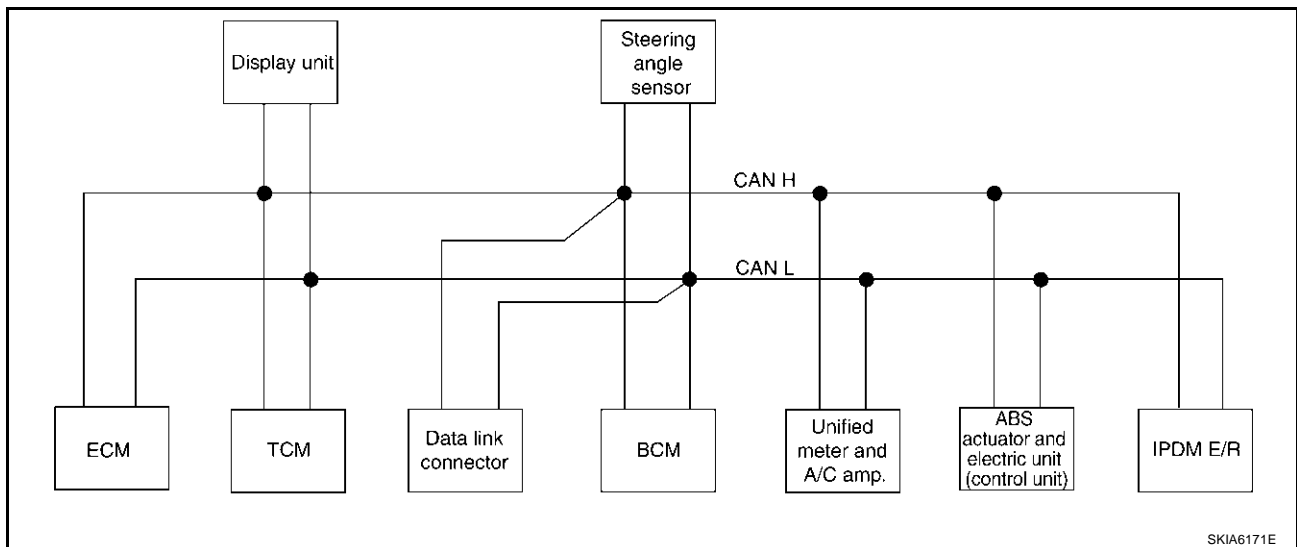 Display unit
Steering
angle
sensor
CAN H
CAN L
ECM
TCM
Data link
connector
BCM
Unified
meter and
A/C amp.
ABS
actuator and
electric unit
(control unit)
IPDM E/R
SKIA6171E